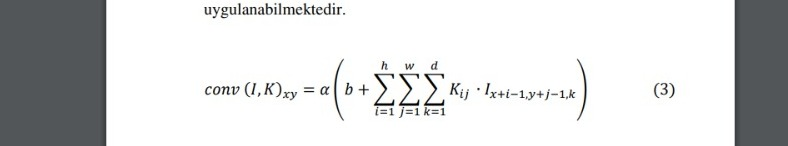 uygulanabilmektedir.
conv (I, K)xy = α ( b + ∑_{i=1}^{h} ∑_{j=1}^{w} ∑_{k=1}^{d} K_{ij} · I_{x+i−1,y+j−1,k} ) (3)